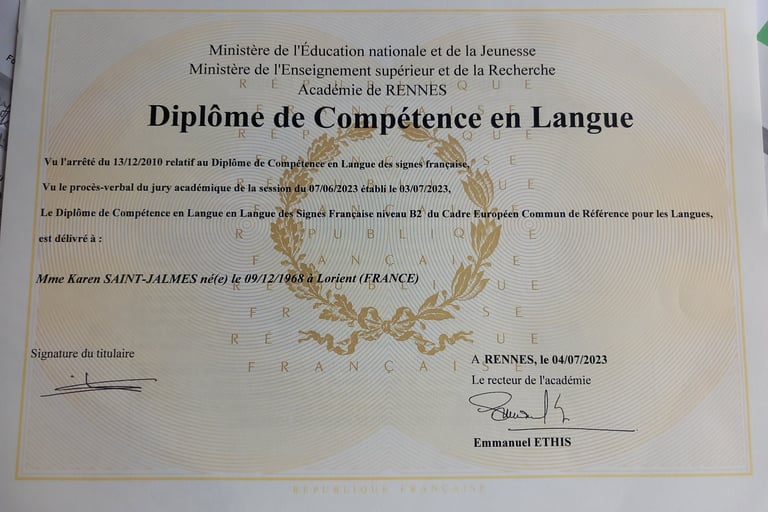 Ministère de l'Éducation nationale et de la Jeunesse
Ministère de l'Enseignement supérieur et de la Recherche
Académie de RENNES
Diplôme de Compétence en Langue
Vu l'arrêté du 13/12/2010 relatif au Diplôme de Compétence en Langue des signes française,
Vu le procès-verbal du jury académique de la session du 07/06/2023 établi le 03/07/2023,
Le Diplôme de Compétence en Langue en Langue des Signes Française niveau B2 du Cadre Européen Commun de Référence pour les Langues,
est délivré à :
Mme Karen SAINT-JALMES né(e) le 09/12/1968 à Lorient (FRANCE)
Signature du titulaire
A RENNES, le 04/07/2023
Le recteur de l'académie
Emmanuel ETHIS
RÉPUBLIQUE FRANÇAISE